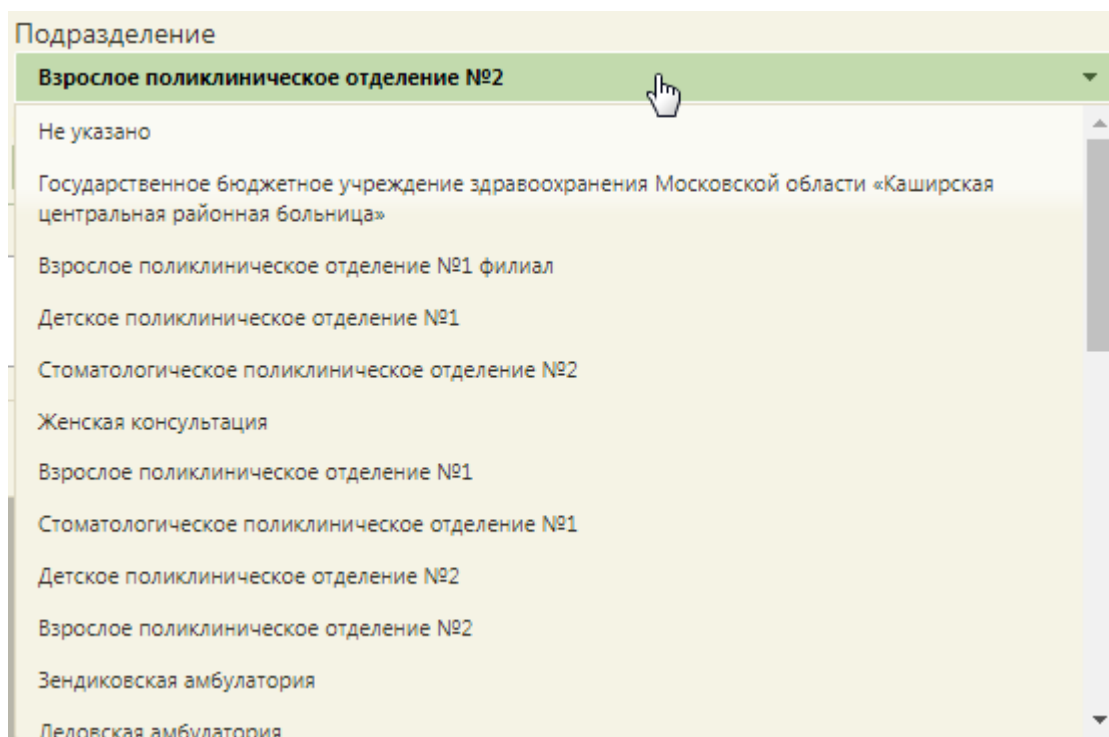 Подразделение
Взрослое поликлиническое отделение №2
Не указано
Государственное бюджетное учреждение здравоохранения Московской области «Каширская
центральная районная больница»
Взрослое поликлиническое отделение №1 филиал
Детское поликлиническое отделение №1
Стоматологическое поликлиническое отделение №2
Женская консультация
Взрослое поликлиническое отделение №1
Стоматологическое поликлиническое отделение №1
Детское поликлиническое отделение №2
Взрослое поликлиническое отделение №2
Зендиковская амбулатория
амбулатория